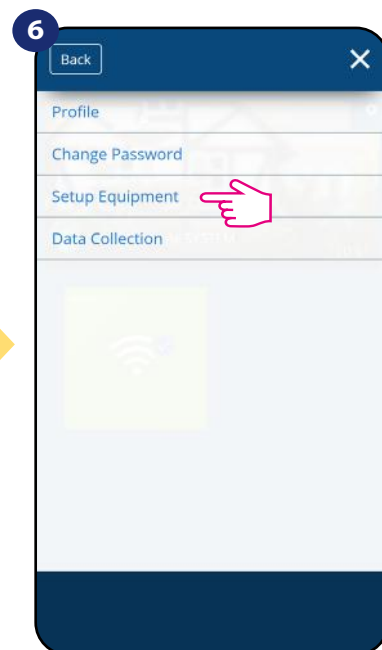 6
Back
Profile
Change Password
Setup Equipment
Data Collection